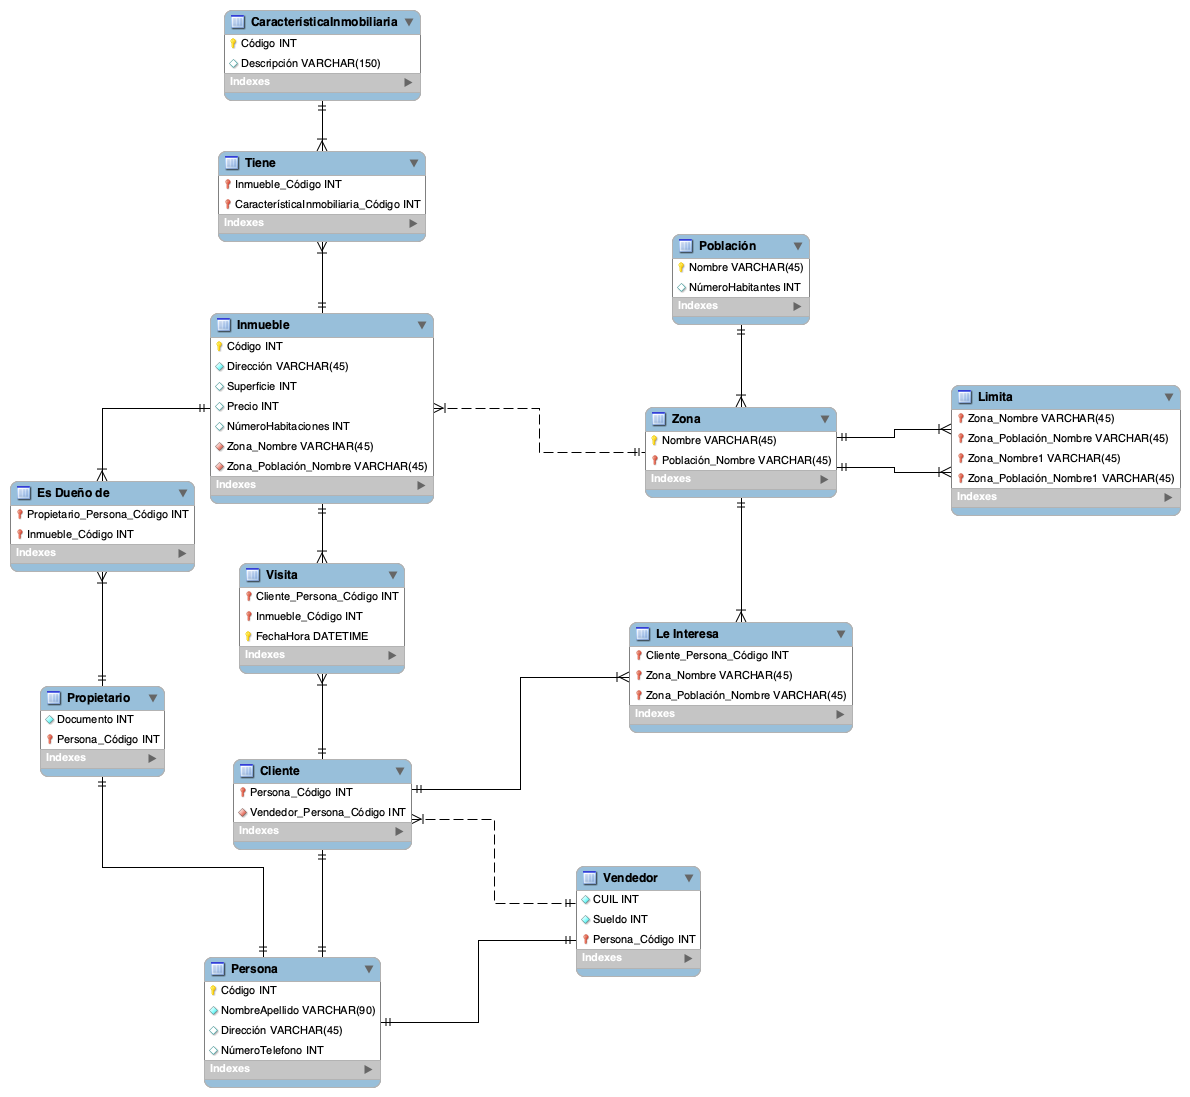 CaracterísticaInmobiliaria
Código INT
Descripción VARCHAR(150)
Indexes
Tiene
Inmueble_Código INT
CaracterísticaInmobiliaria_Código INT
Indexes
Población
Nombre VARCHAR(45)
NúmeroHabitantes INT
Indexes
Inmueble
Código INT
Dirección VARCHAR(45)
Superficie INT
Precio INT
NúmeroHabitaciones INT
Zona_Nombre VARCHAR(45)
Zona_Población_Nombre VARCHAR(45)
Indexes
Zona
Nombre VARCHAR(45)
Población_Nombre VARCHAR(45)
Indexes
Limita
Zona_Nombre VARCHAR(45)
Zona_Población_Nombre VARCHAR(45)
Zona_Nombre1 VARCHAR(45)
Zona_Población_Nombre1 VARCHAR(45)
Indexes
Es Dueño de
Propietario_Persona_Código INT
Inmueble_Código INT
Indexes
Visita
Cliente_Persona_Código INT
Inmueble_Código INT
FechaHora DATETIME
Indexes
Le Interesa
Cliente_Persona_Código INT
Zona_Nombre VARCHAR(45)
Zona_Población_Nombre VARCHAR(45)
Indexes
Propietario
Documento INT
Persona_Código INT
Indexes
Cliente
Persona_Código INT
Vendedor_Persona_Código INT
Indexes
Vendedor
CUIL INT
Sueldo INT
Persona_Código INT
Indexes
Persona
Código INT
NombreApellido VARCHAR(90)
Dirección VARCHAR(45)
NúmeroTelefono INT
Indexes